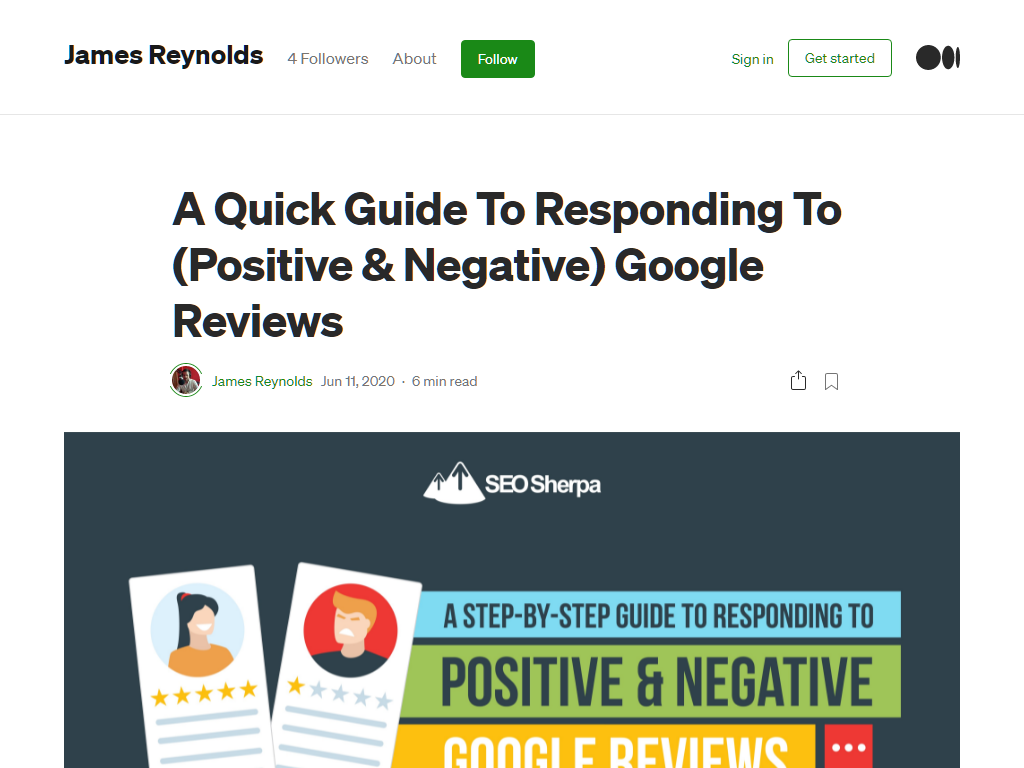 James Reynolds 4 Followers About Follow Sign in Get started
A Quick Guide To Responding To
(Positive & Negative) Google
Reviews
James Reynolds Jun 11, 2020 · 6 min read
SEO Sherpa
A STEP-BY-STEP GUIDE TO RESPONDING TO
POSITIVE & NEGATIVE
GOOGLE REVIEWS